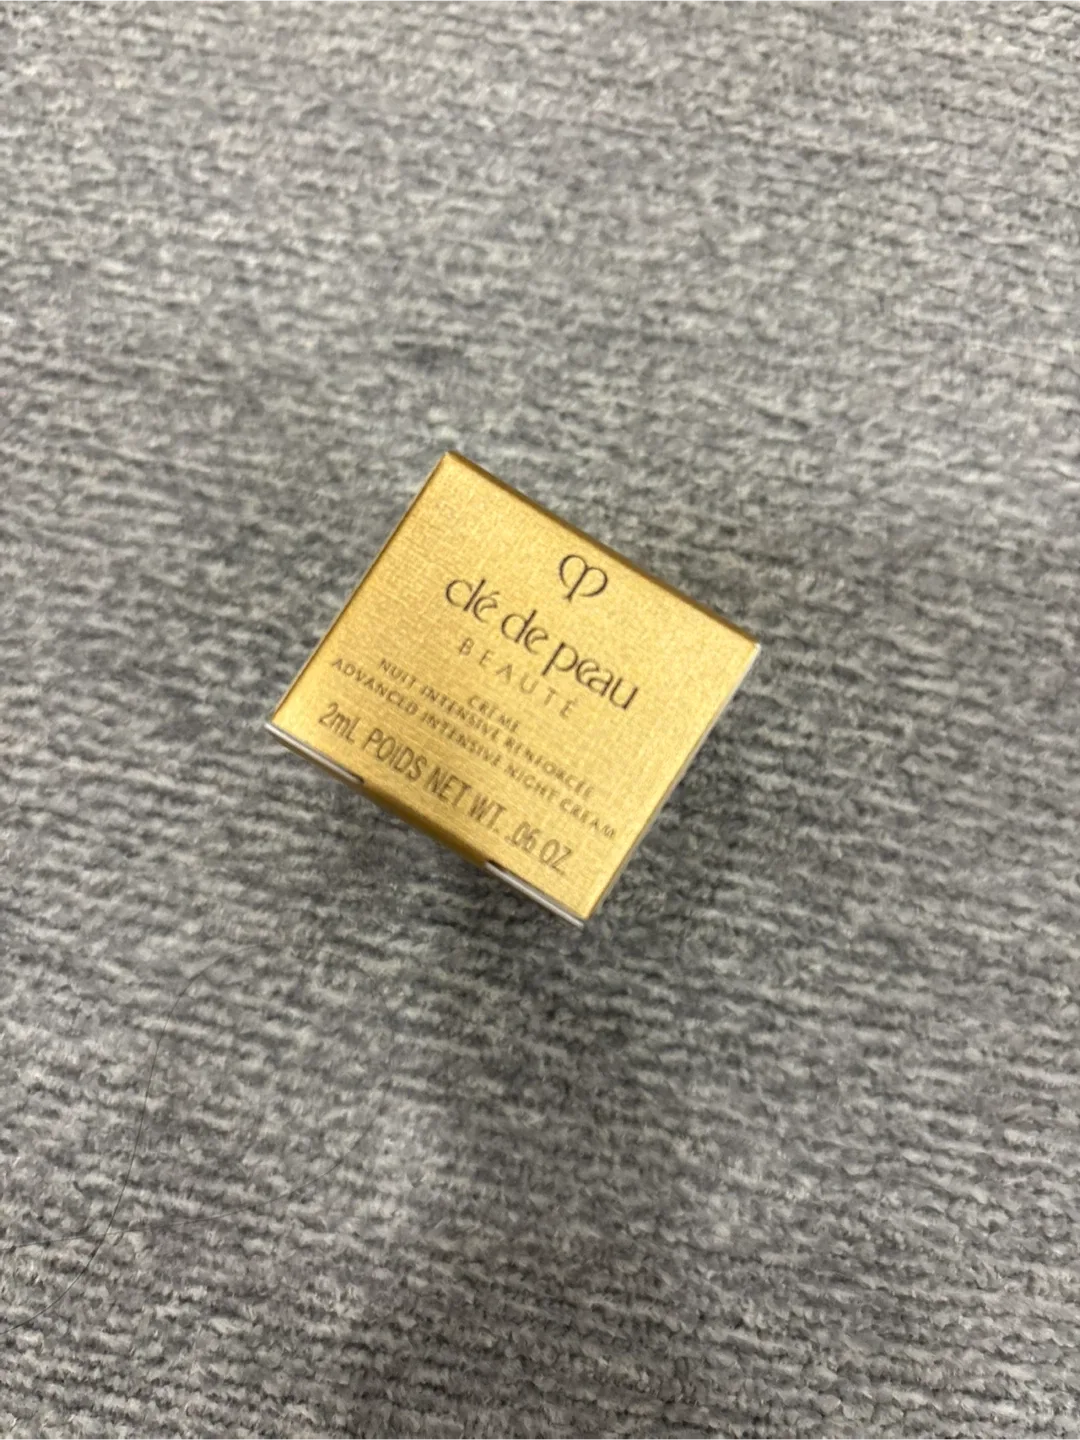 clé de peau
BEAUTÉ
CRÈME
NUIT INTENSIVE RENFORCÉE
ADVANCED INTENSIVE NIGHT CREAM
2mL POIDS NET WT. .06 OZ